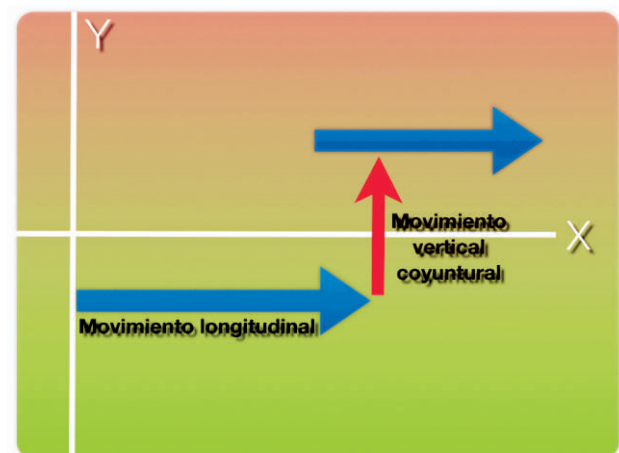 Y
Movimiento
vertical
coyuntural
X
Movimiento longitudinal